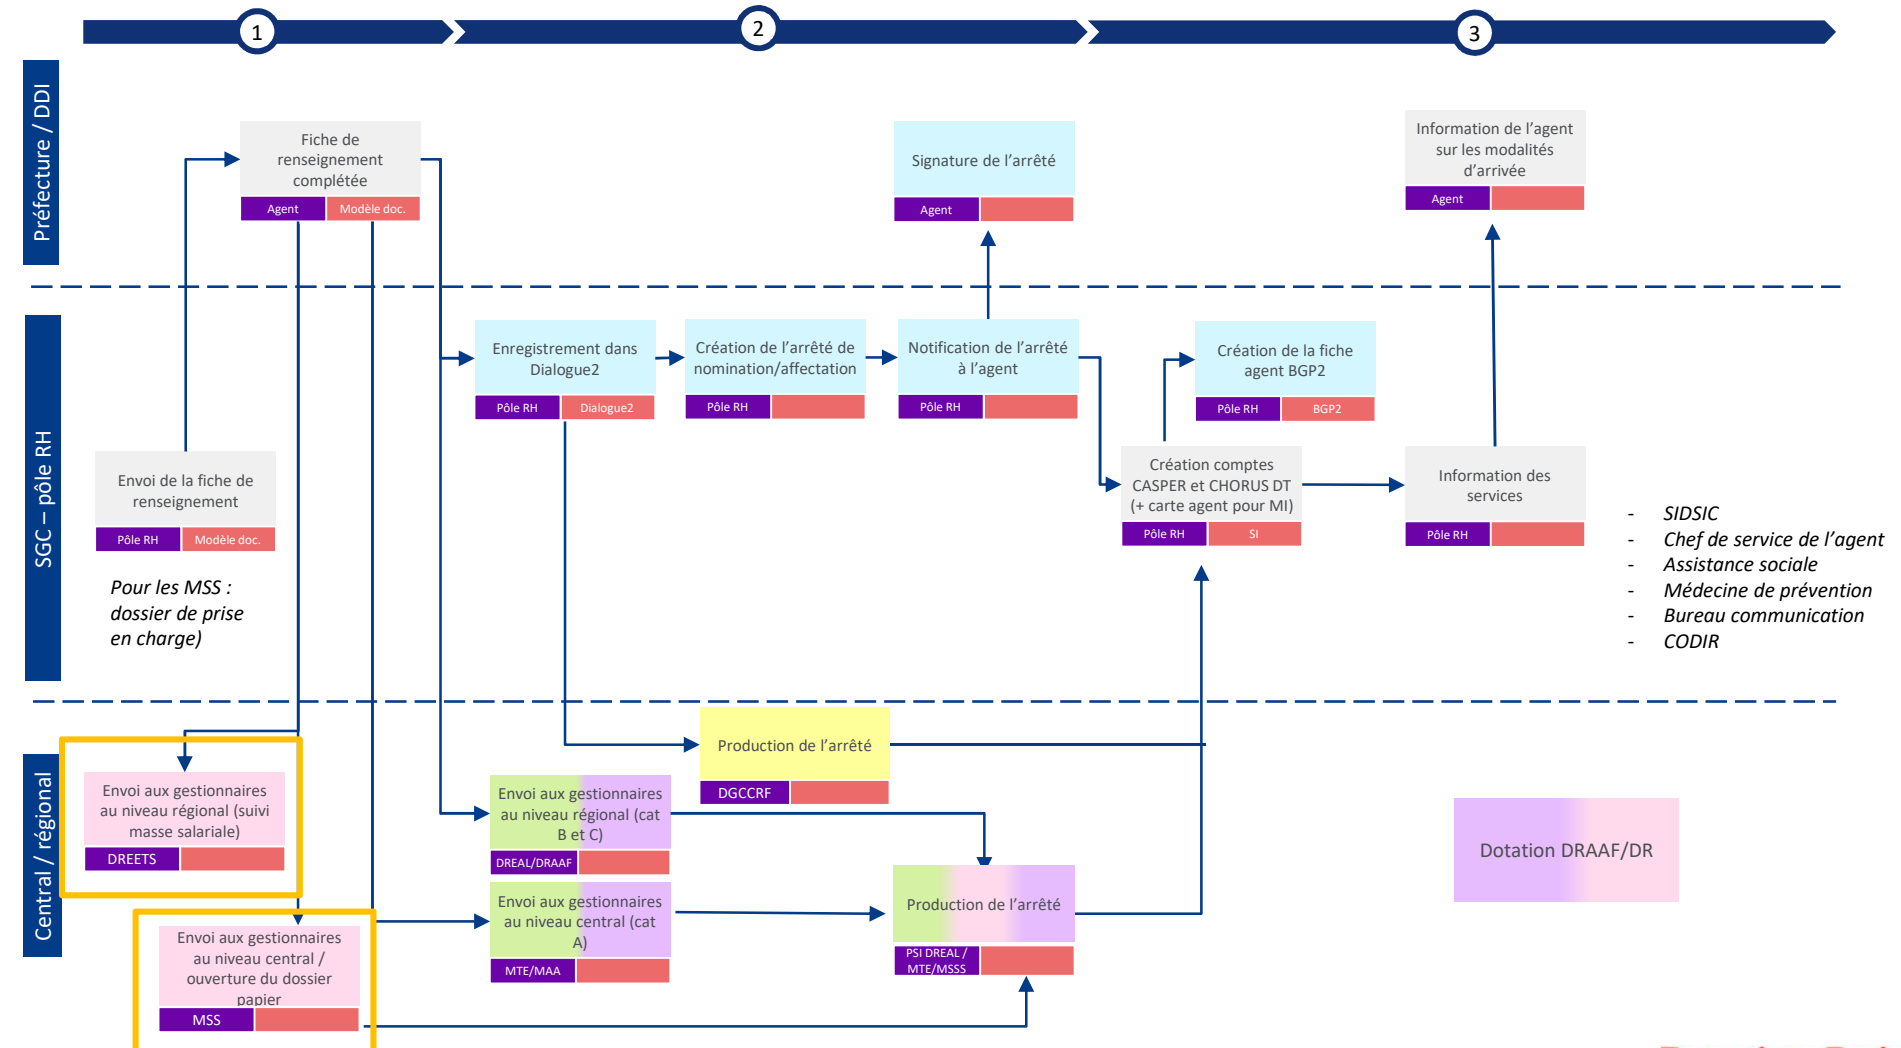 1
2
3
Préfecture / DDI
Fiche de
renseignement
complétée
Agent
Modèle doc.
Signature de l'arrêté
Agent
Information de l'agent
sur les modalités
d'arrivée
Agent
SGC – pôle RH
Enregistrement dans
Dialogue2
Pôle RH
Dialogue2
Création de l'arrêté de
nomination/affectation
Pôle RH
Notification de l'arrêté
à l'agent
Pôle RH
Création de la fiche
agent BGP2
Pôle RH
BGP2
Envoi de la fiche de
renseignement
Pôle RH
Modèle doc.
Pour les MSS :
dossier de prise
en charge)
Création comptes
CASPER et CHORUS DT
(+ carte agent pour MI)
Pôle RH
SI
Information des
services
Pôle RH
- SIDSIC
- Chef de service de l'agent
- Assistance sociale
- Médecine de prévention
- Bureau communication
- CODIR
Central / régional
Production de l'arrêté
DGCCRF
Envoi aux gestionnaires
au niveau régional (suivi
masse salariale)
DREETS
Envoi aux gestionnaires
au niveau régional (cat
B et C)
DREAL/DRAAF
Envoi aux gestionnaires
au niveau central (cat
A)
MTE/MAA
Production de l'arrêté
PSI DREAL /
MTE/MSSS
Dotation DRAAF/DR
Envoi aux gestionnaires
au niveau central /
ouverture du dossier
papier
MSS